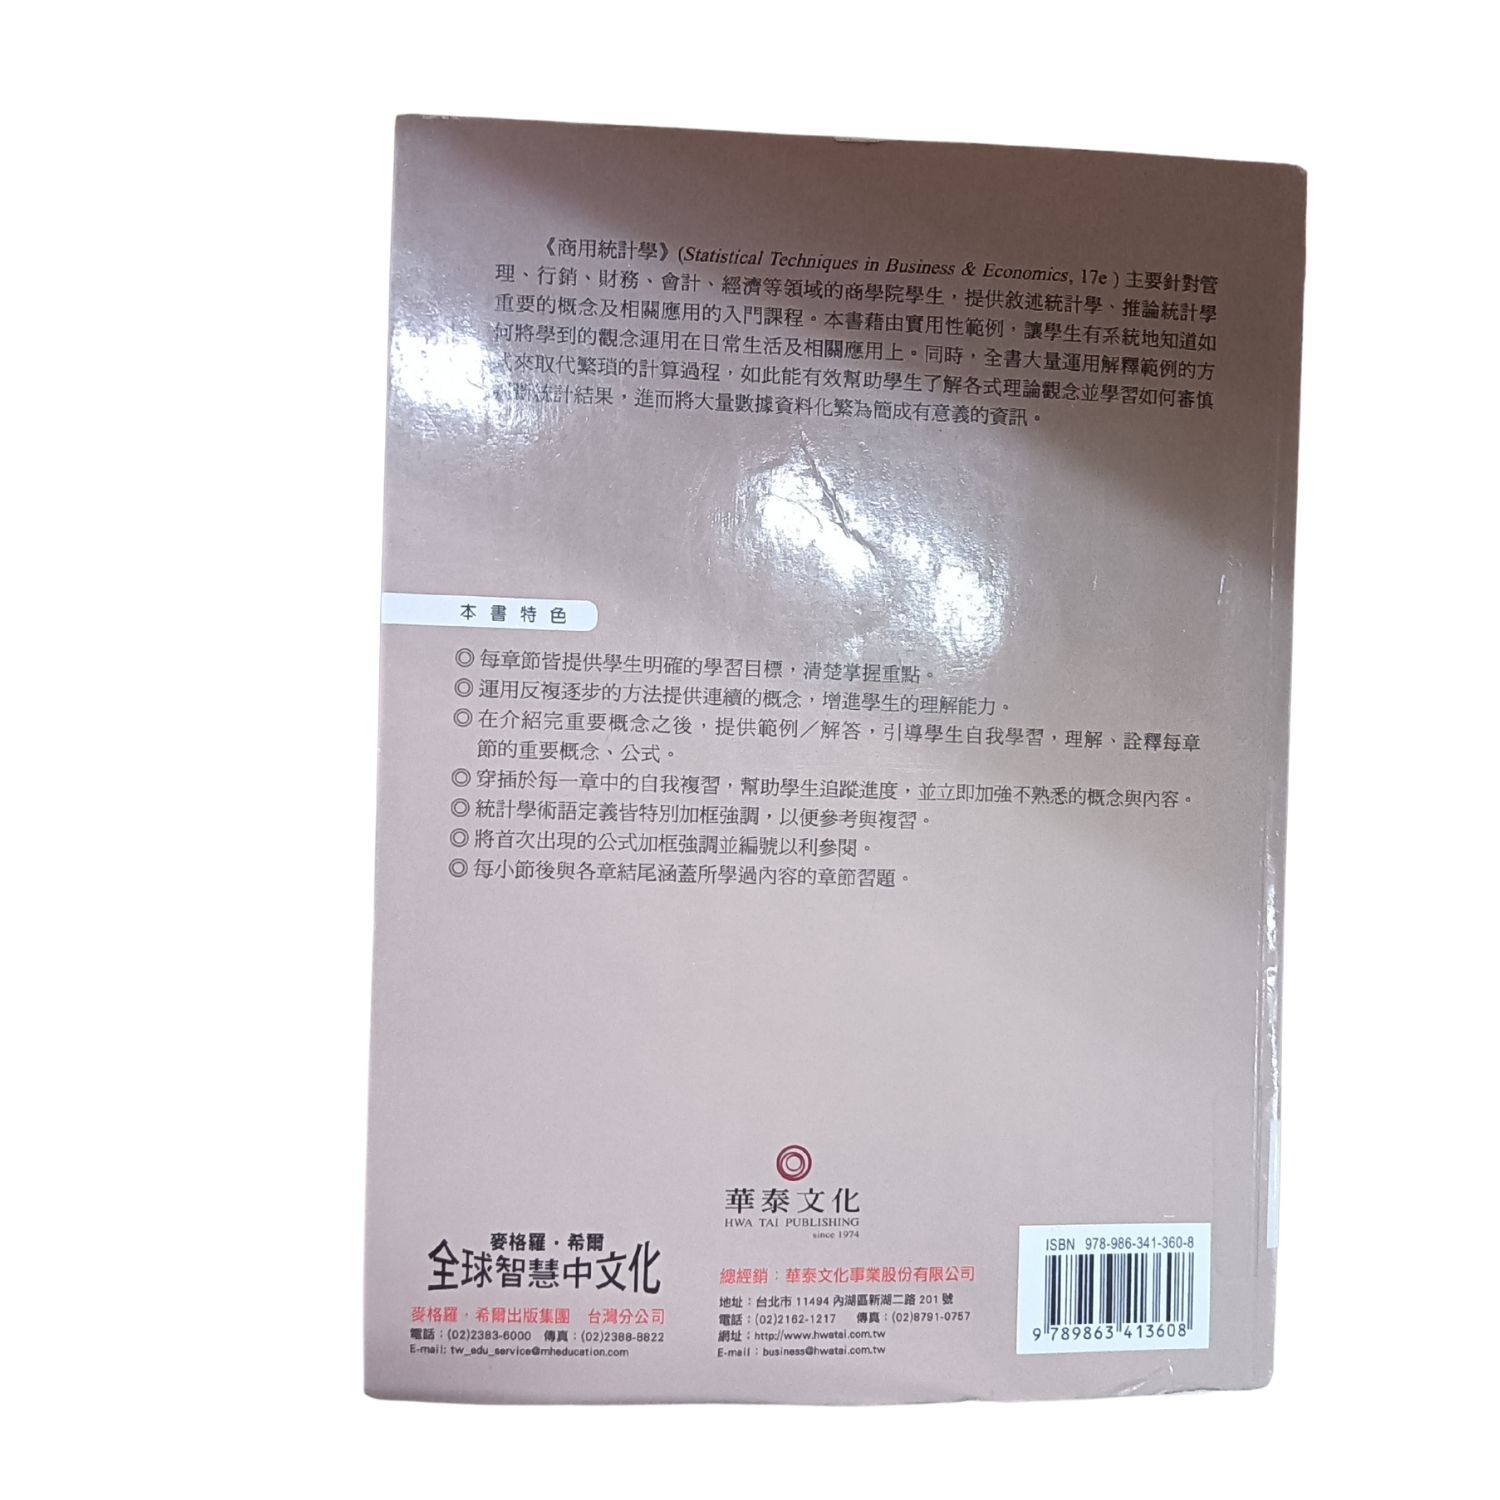 《商用統計學》(Statistical Techniques in Business & Economics, 17e ) 主要針對管
理、行銷、財務、會計、經濟等領域的商學院學生，提供敘述統計學、推論統計學
重要的概念及相關應用的入門課程。本書藉由實用性範例，讓學生有系統地知道如
何將學到的觀念運用在日常生活及相關應用上。同時，全書大量運用解釋範例的方
式來取代繁瑣的計算過程，如此能有效幫助學生了解各式理論觀念並學習如何審慎
判斷統計結果，進而將大量數據資料化繁為簡成有意義的資訊。
本書特色
◎ 每章節皆提供學生明確的學習目標，清楚掌握重點。
◎ 運用反複逐步的方法提供連續的概念，增進學生的理解能力。
◎ 在介紹完重要概念之後，提供範例／解答，引導學生自我學習，理解、詮釋每章
節的重要概念、公式。
◎ 穿插於每一章中的自我複習，幫助學生追蹤進度，並立即加強不熟悉的概念與內容。
◎ 統計學術語定義皆特別加框強調，以便參考與複習。
◎ 將首次出現的公式加框強調並編號以利參閱。
◎ 每小節後與各章結尾涵蓋所學過內容的章節習題。
麥格羅・希爾
全球智慧中文化
麥格羅・希爾出版集團 台灣分公司
電話：(02)2383-6000 傳真：(02)2388-8822
E-mail: tw_edu_service@mheducation.com
華泰文化
HWA TAI PUBLISHING
since 1974
總經銷：華泰文化事業股份有限公司
地址：台北市 11494 內湖區新湖二路 201 號
電話：(02)2162-1217 傳真：(02)8791-0757
網址：http://www.hwatai.com.tw
E-mail：business@hwatai.com.tw
ISBN 978-986-341-360-8
9 789863 413608